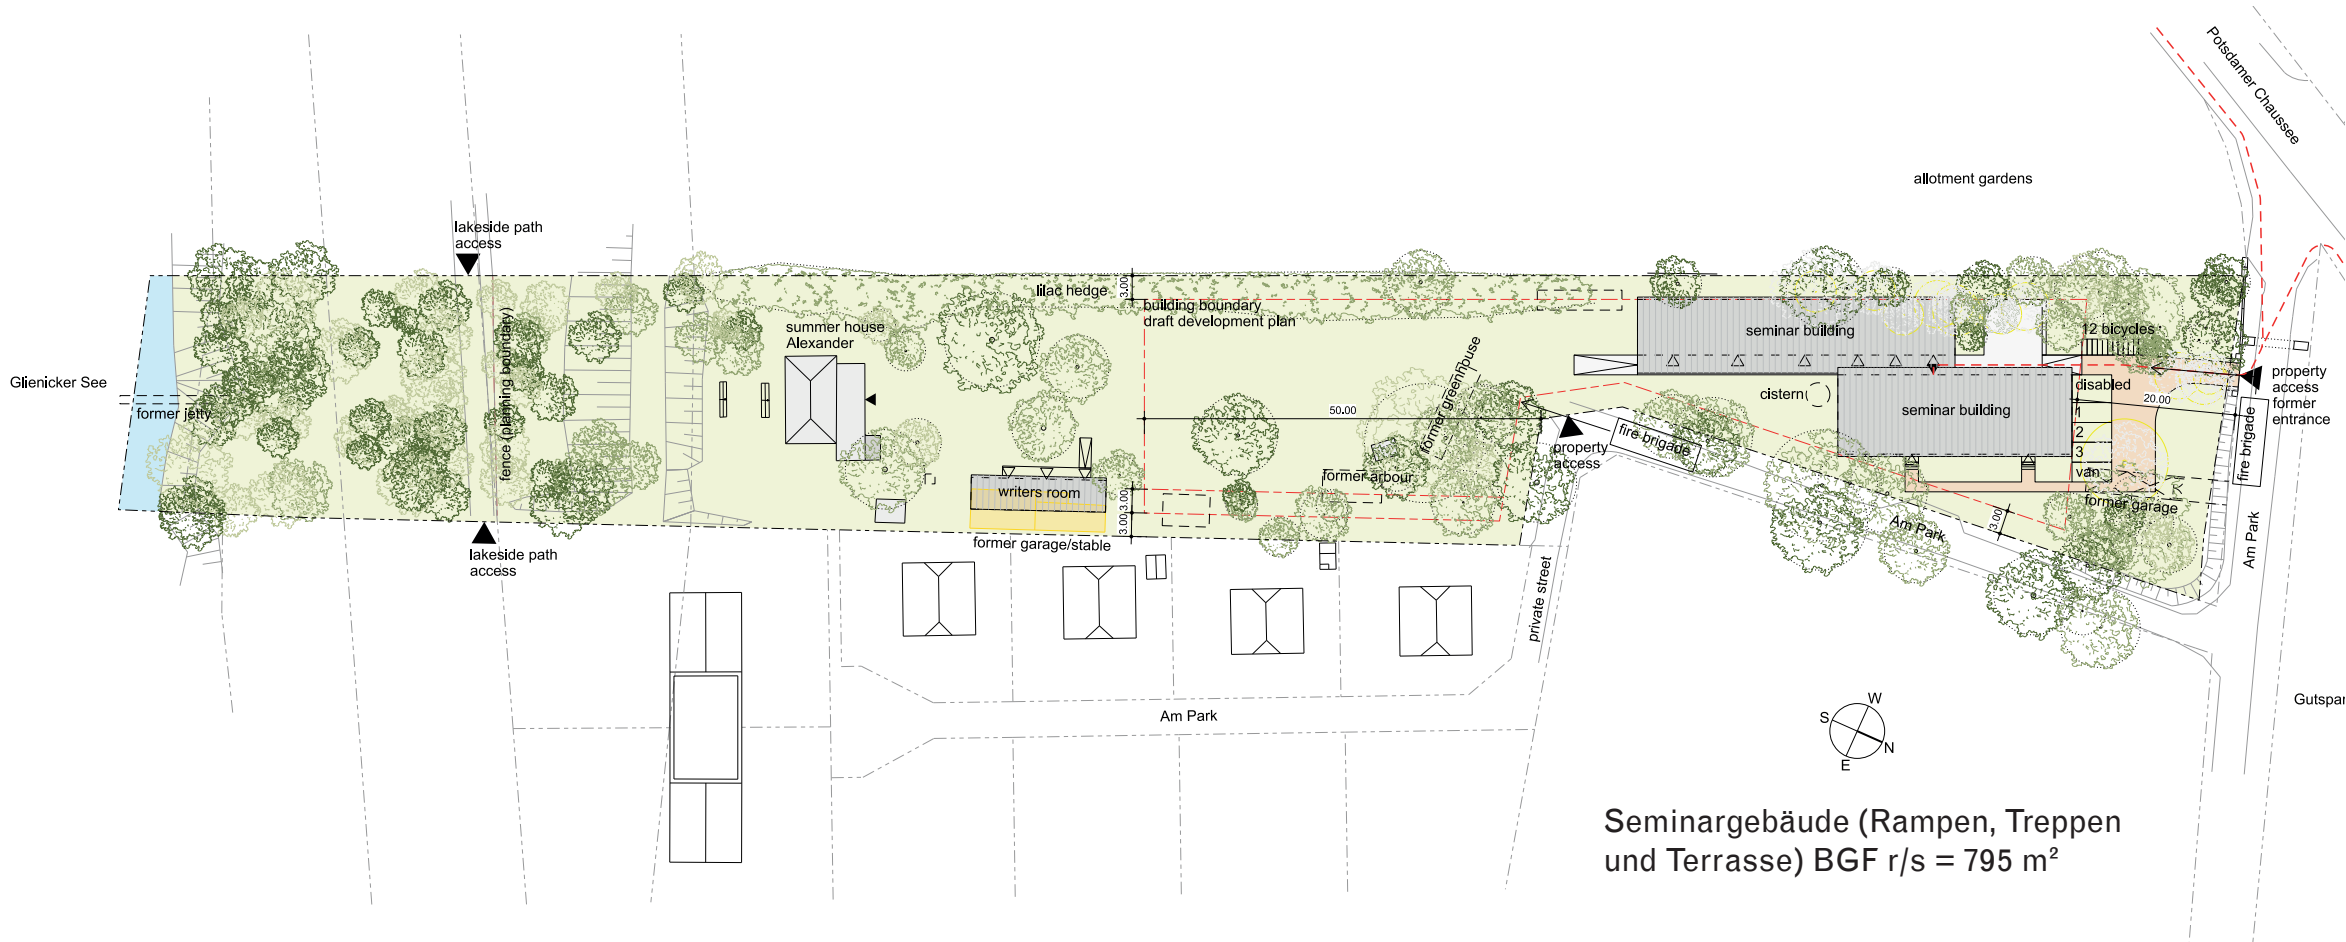 Potsdamer Chaussee
allotment gardens
lakeside path
access
lilac hedge
3.00
building boundary
draft development plan
summer house
Alexander
seminar building
12 bicycles
Glienicker See
former jetty
fence (planning boundary)
50.00
former greenhouse
cistern
seminar building
disabled
1
2
3
van
20.00
property
access
former
entrance
fire brigade
property
access
fire brigade
former arbour
writers room
3.00
3.00
former garage/stable
former garage
Am Park
3.00
Am Park
lakeside path
access
private street
Am Park
Gutspar
W
S
N
E
Seminargebäude (Rampen, Treppen
und Terrasse) BGF r/s = 795 m²